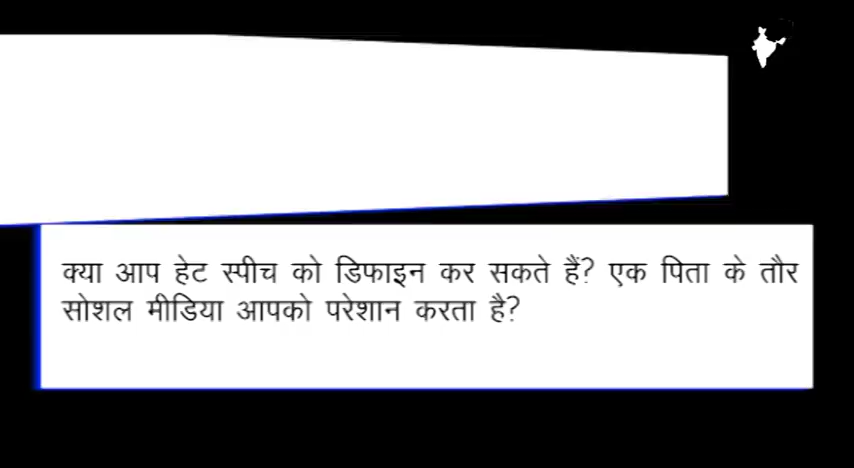 क्या आप हेट स्पीच को डिफाइन कर सकते हैं? एक पिता के तौर
सोशल मीडिया आपको परेशान करता है?